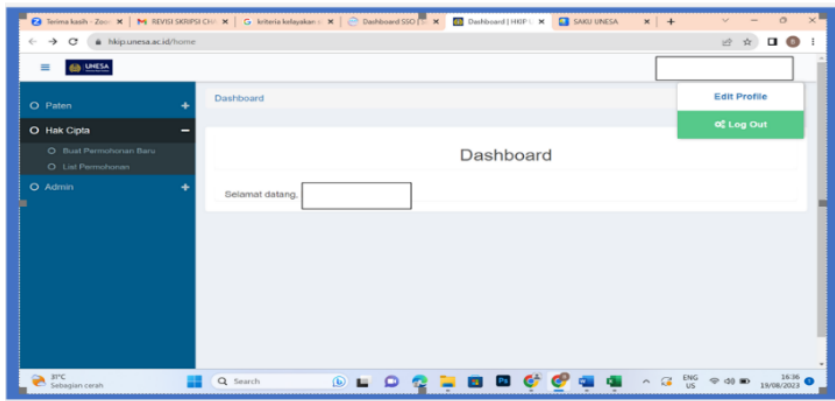 Terima kasih - Zoo
REVISI SKRIPSI CH
kriteria kelayakan
Dashboard SSO
Dashboard | HKIP
SAKU UNESA
hkip.unesa.ac.id/home
UNESA
Paten
Dashboard
Edit Profile
Hak Cipta
Log Out
Buat Permohonan Baru
Dashboard
List Permohonan
Admin
Selamat datang,
31°C
Sebagian cerah
Search
ENG
US
16:36
19/08/2023